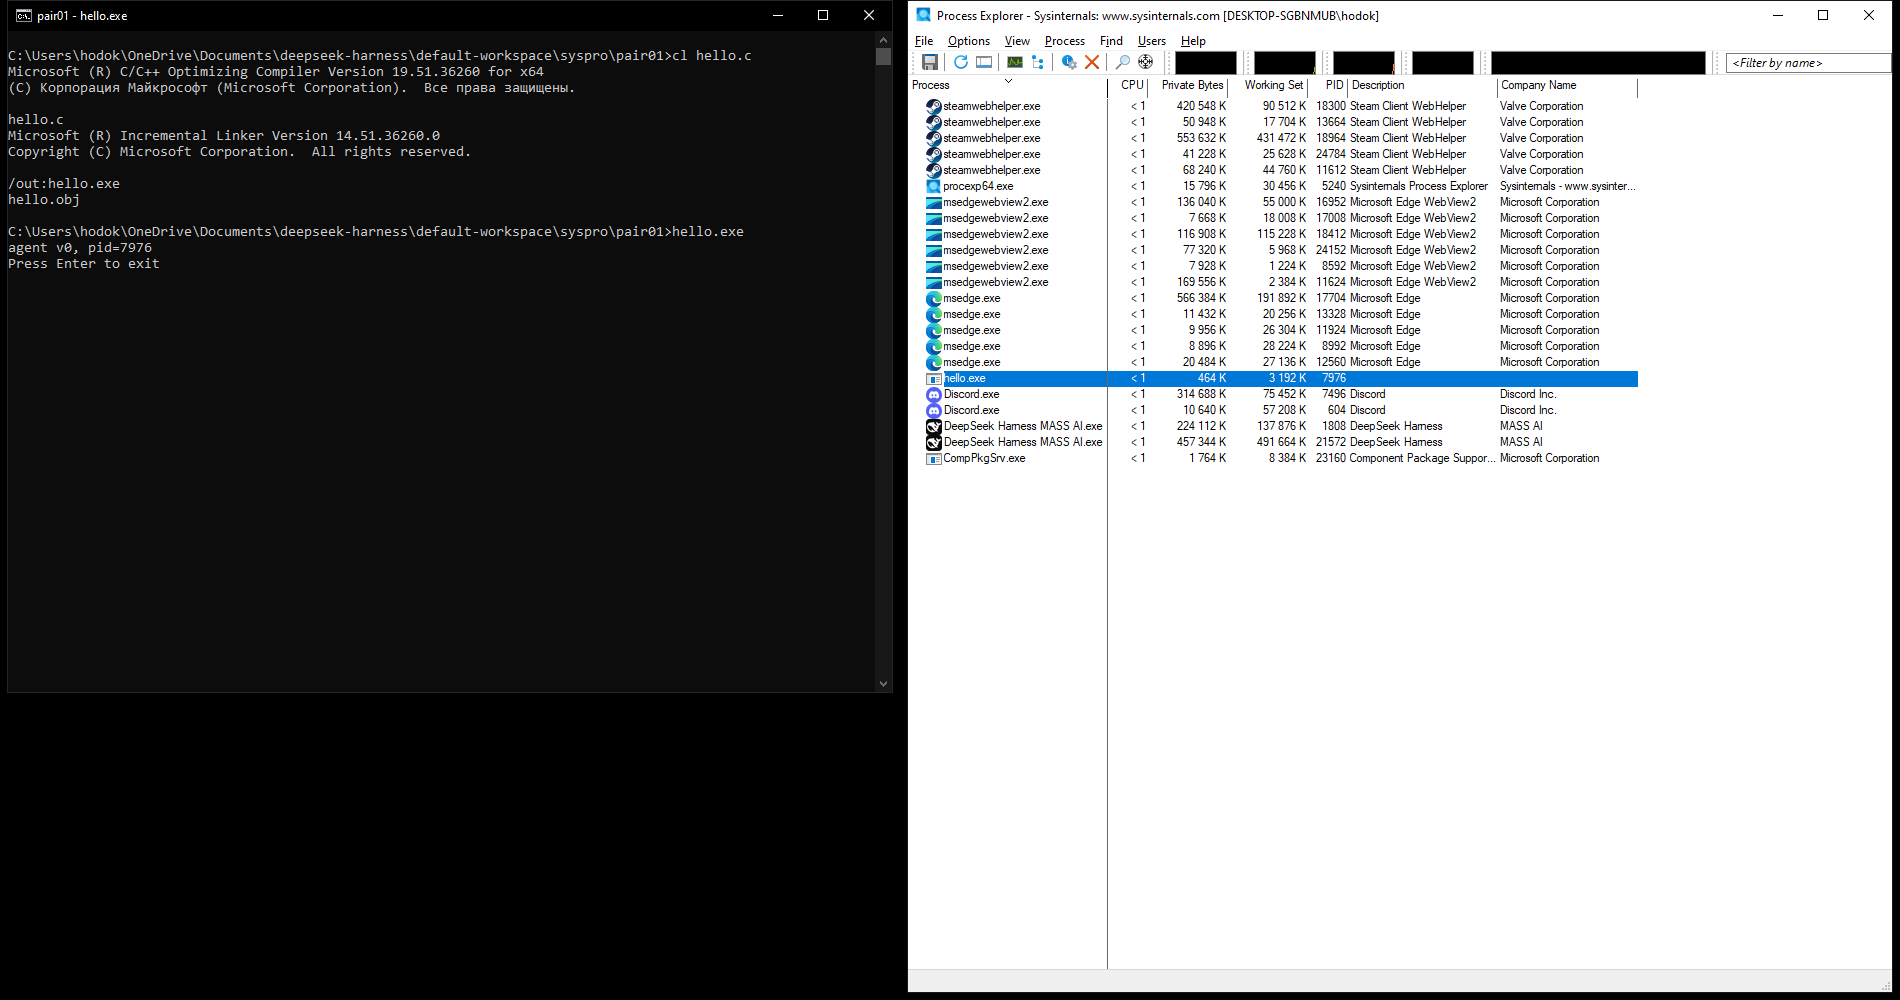 pair01 - hello.exe
C:\Users\hodok\OneDrive\Documents\deepseek-harness\default-workspace\syspro\pair01>cl hello.c
Microsoft (R) C/C++ Optimizing Compiler Version 19.51.36260 for x64
(C) Корпорация Майкрософт (Microsoft Corporation).  Все права защищены.
hello.c
Microsoft (R) Incremental Linker Version 14.51.36260.0
Copyright (C) Microsoft Corporation.  All rights reserved.
/out:hello.exe
hello.obj
C:\Users\hodok\OneDrive\Documents\deepseek-harness\default-workspace\syspro\pair01>hello.exe
agent v0, pid=7976
Press Enter to exit
Process Explorer - Sysinternals: www.sysinternals.com [DESKTOP-SGBNMUB\hodok]
File Options View Process Find Users Help
<Filter by name>
Process CPU Private Bytes Working Set PID Description Company Name
steamwebhelper.exe < 1 420 548 K 90 512 K 18300 Steam Client WebHelper Valve Corporation
steamwebhelper.exe < 1 50 948 K 17 704 K 13664 Steam Client WebHelper Valve Corporation
steamwebhelper.exe < 1 553 632 K 431 472 K 18964 Steam Client WebHelper Valve Corporation
steamwebhelper.exe < 1 41 228 K 25 628 K 24784 Steam Client WebHelper Valve Corporation
steamwebhelper.exe < 1 68 240 K 44 760 K 11612 Steam Client WebHelper Valve Corporation
procexp64.exe < 1 15 796 K 30 456 K 5240 Sysinternals Process Explorer Sysinternals - www.sysinter...
msedgewebview2.exe < 1 136 040 K 55 000 K 16952 Microsoft Edge WebView2 Microsoft Corporation
msedgewebview2.exe < 1 7 668 K 18 008 K 17008 Microsoft Edge WebView2 Microsoft Corporation
msedgewebview2.exe < 1 116 908 K 115 228 K 18412 Microsoft Edge WebView2 Microsoft Corporation
msedgewebview2.exe < 1 77 320 K 5 968 K 24152 Microsoft Edge WebView2 Microsoft Corporation
msedgewebview2.exe < 1 7 928 K 1 224 K 8592 Microsoft Edge WebView2 Microsoft Corporation
msedgewebview2.exe < 1 169 556 K 2 384 K 11624 Microsoft Edge WebView2 Microsoft Corporation
msedge.exe < 1 566 384 K 191 892 K 17704 Microsoft Edge Microsoft Corporation
msedge.exe < 1 11 432 K 20 256 K 13328 Microsoft Edge Microsoft Corporation
msedge.exe < 1 9 956 K 26 304 K 11924 Microsoft Edge Microsoft Corporation
msedge.exe < 1 8 896 K 28 224 K 8992 Microsoft Edge Microsoft Corporation
msedge.exe < 1 20 484 K 27 136 K 12560 Microsoft Edge Microsoft Corporation
hello.exe < 1 464 K 3 192 K 7976
Discord.exe < 1 314 688 K 75 452 K 7496 Discord Discord Inc.
Discord.exe < 1 10 640 K 57 208 K 604 Discord Discord Inc.
DeepSeek Harness MASS AI.exe < 1 224 112 K 137 876 K 1808 DeepSeek Harness MASS AI
DeepSeek Harness MASS AI.exe < 1 457 344 K 491 664 K 21572 DeepSeek Harness MASS AI
CompPkgSrv.exe < 1 1 764 K 8 384 K 23160 Component Package Suppor... Microsoft Corporation